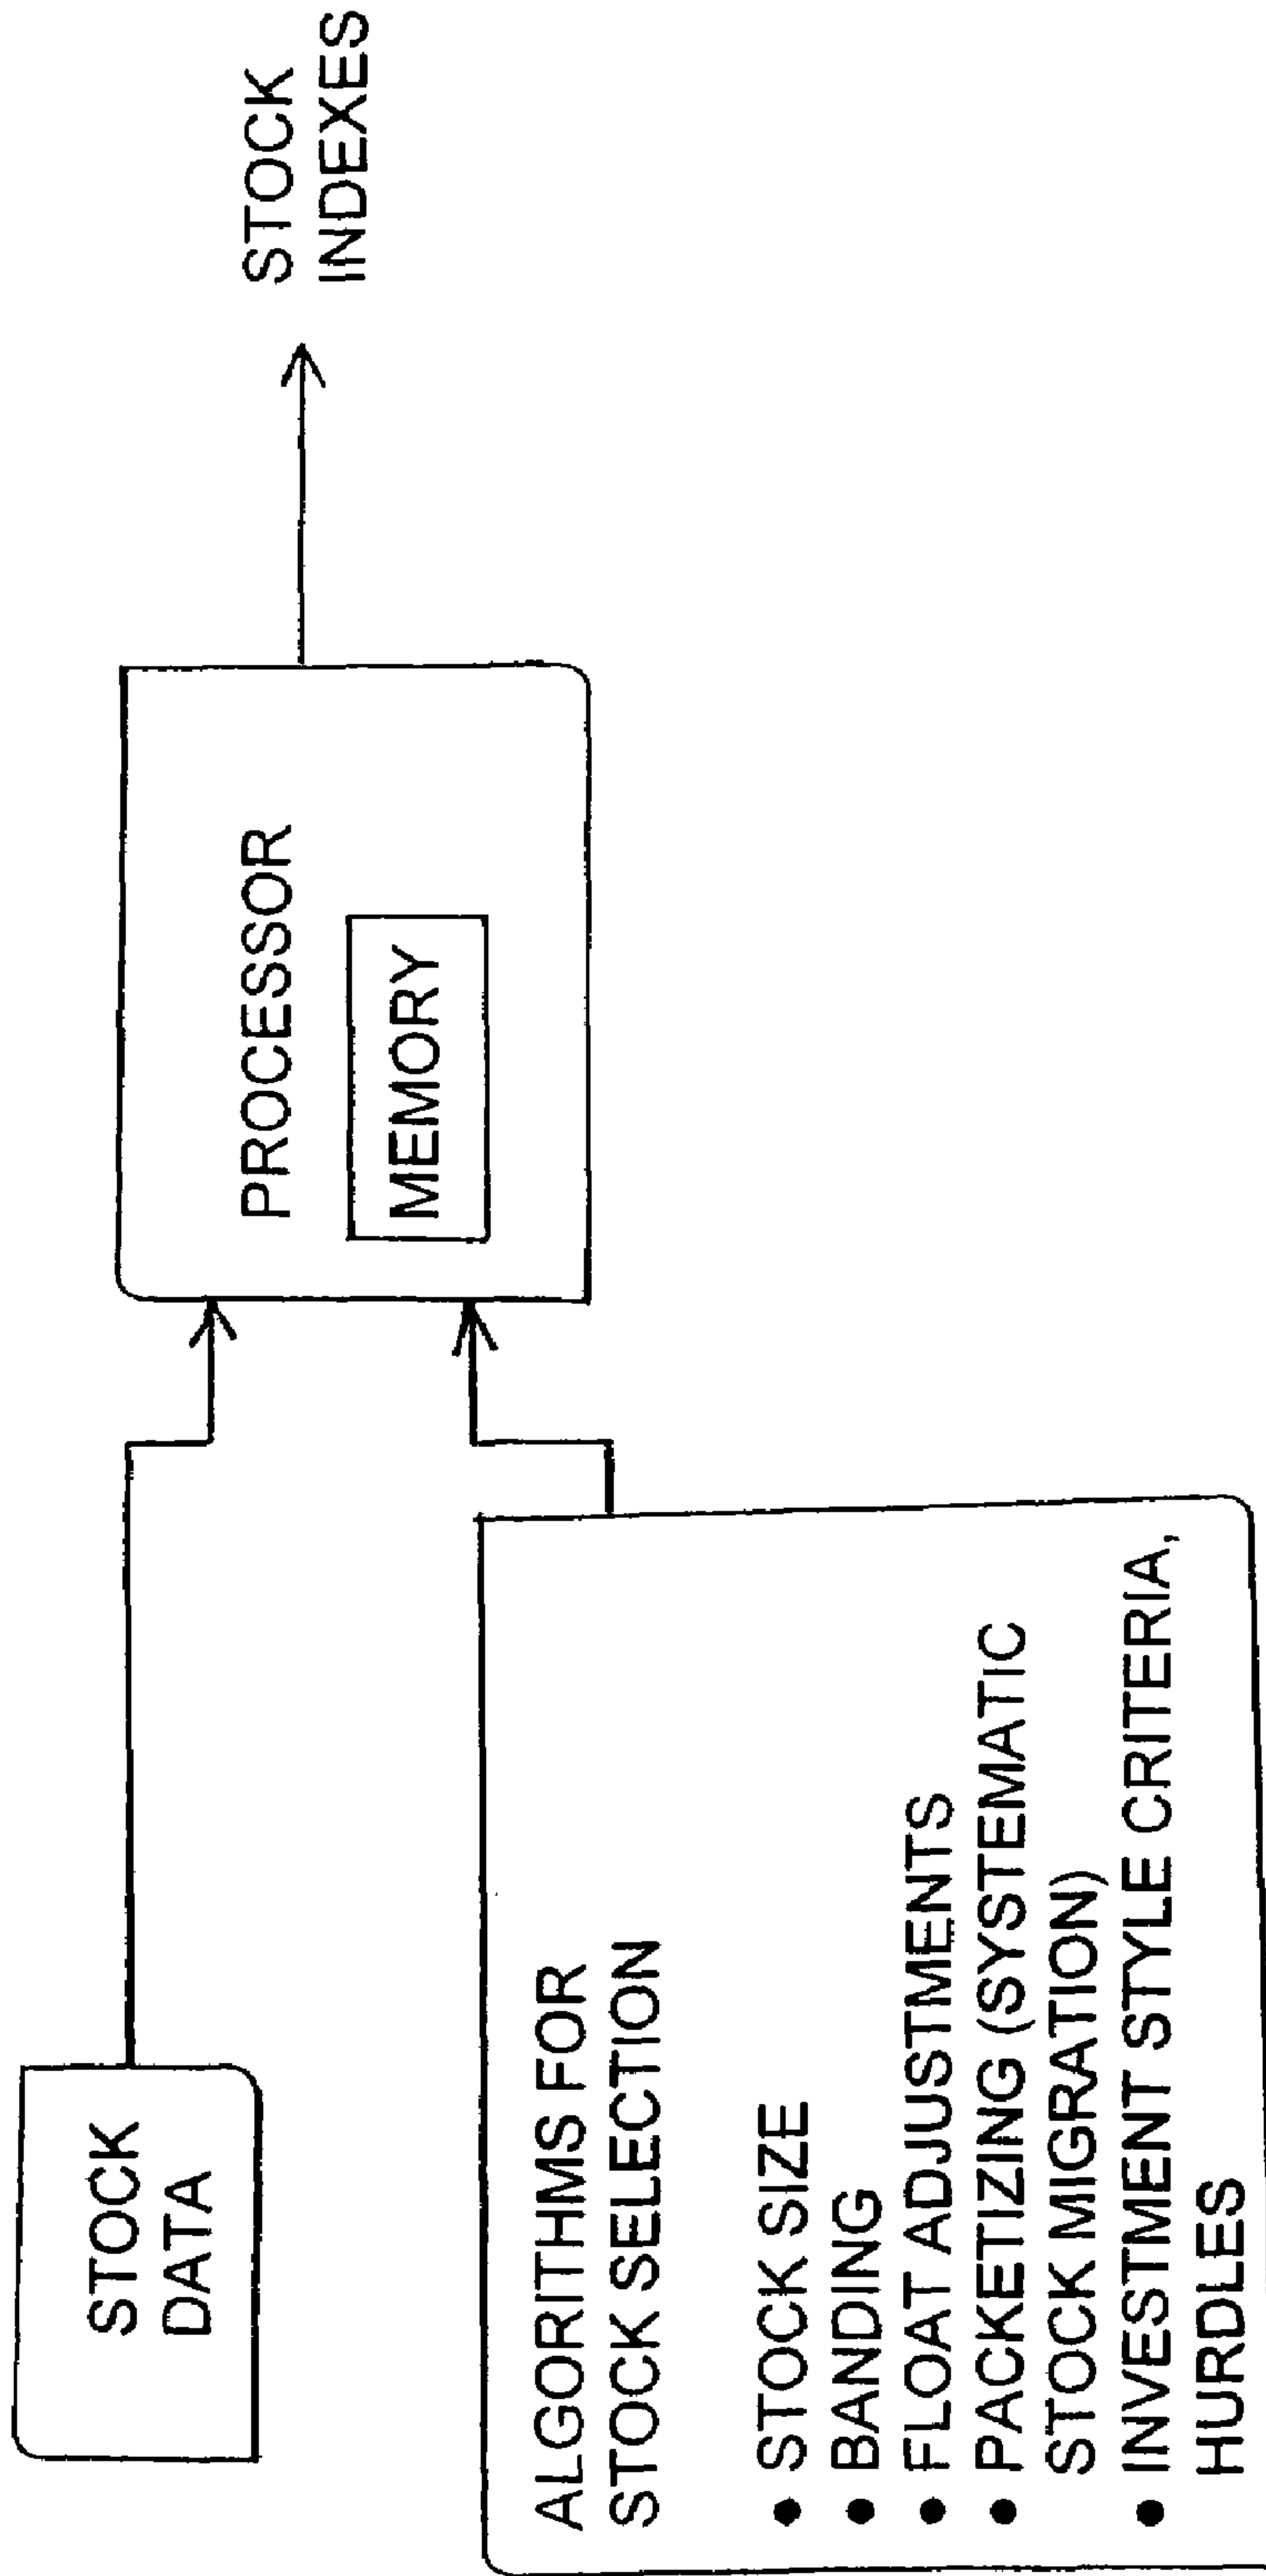 STOCK
DATA
ALGORITHMS FOR
STOCK SELECTION
• STOCK SIZE
• BANDING
• FLOAT ADJUSTMENTS
• PACKETIZING (SYSTEMATIC
STOCK MIGRATION)
• INVESTMENT STYLE CRITERIA,
HURDLES
PROCESSOR
MEMORY
STOCK
INDEXES